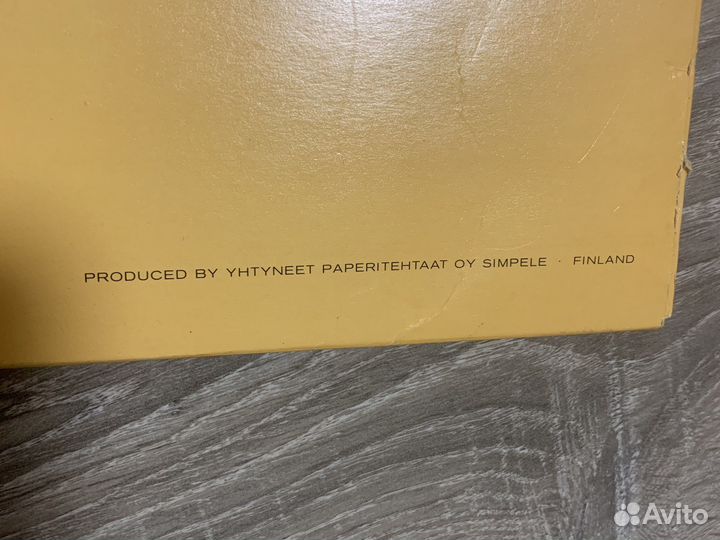 PRODUCED BY YHTYNEET PAPERITEHTAAT OY SIMPELE · FINLAND
Avito